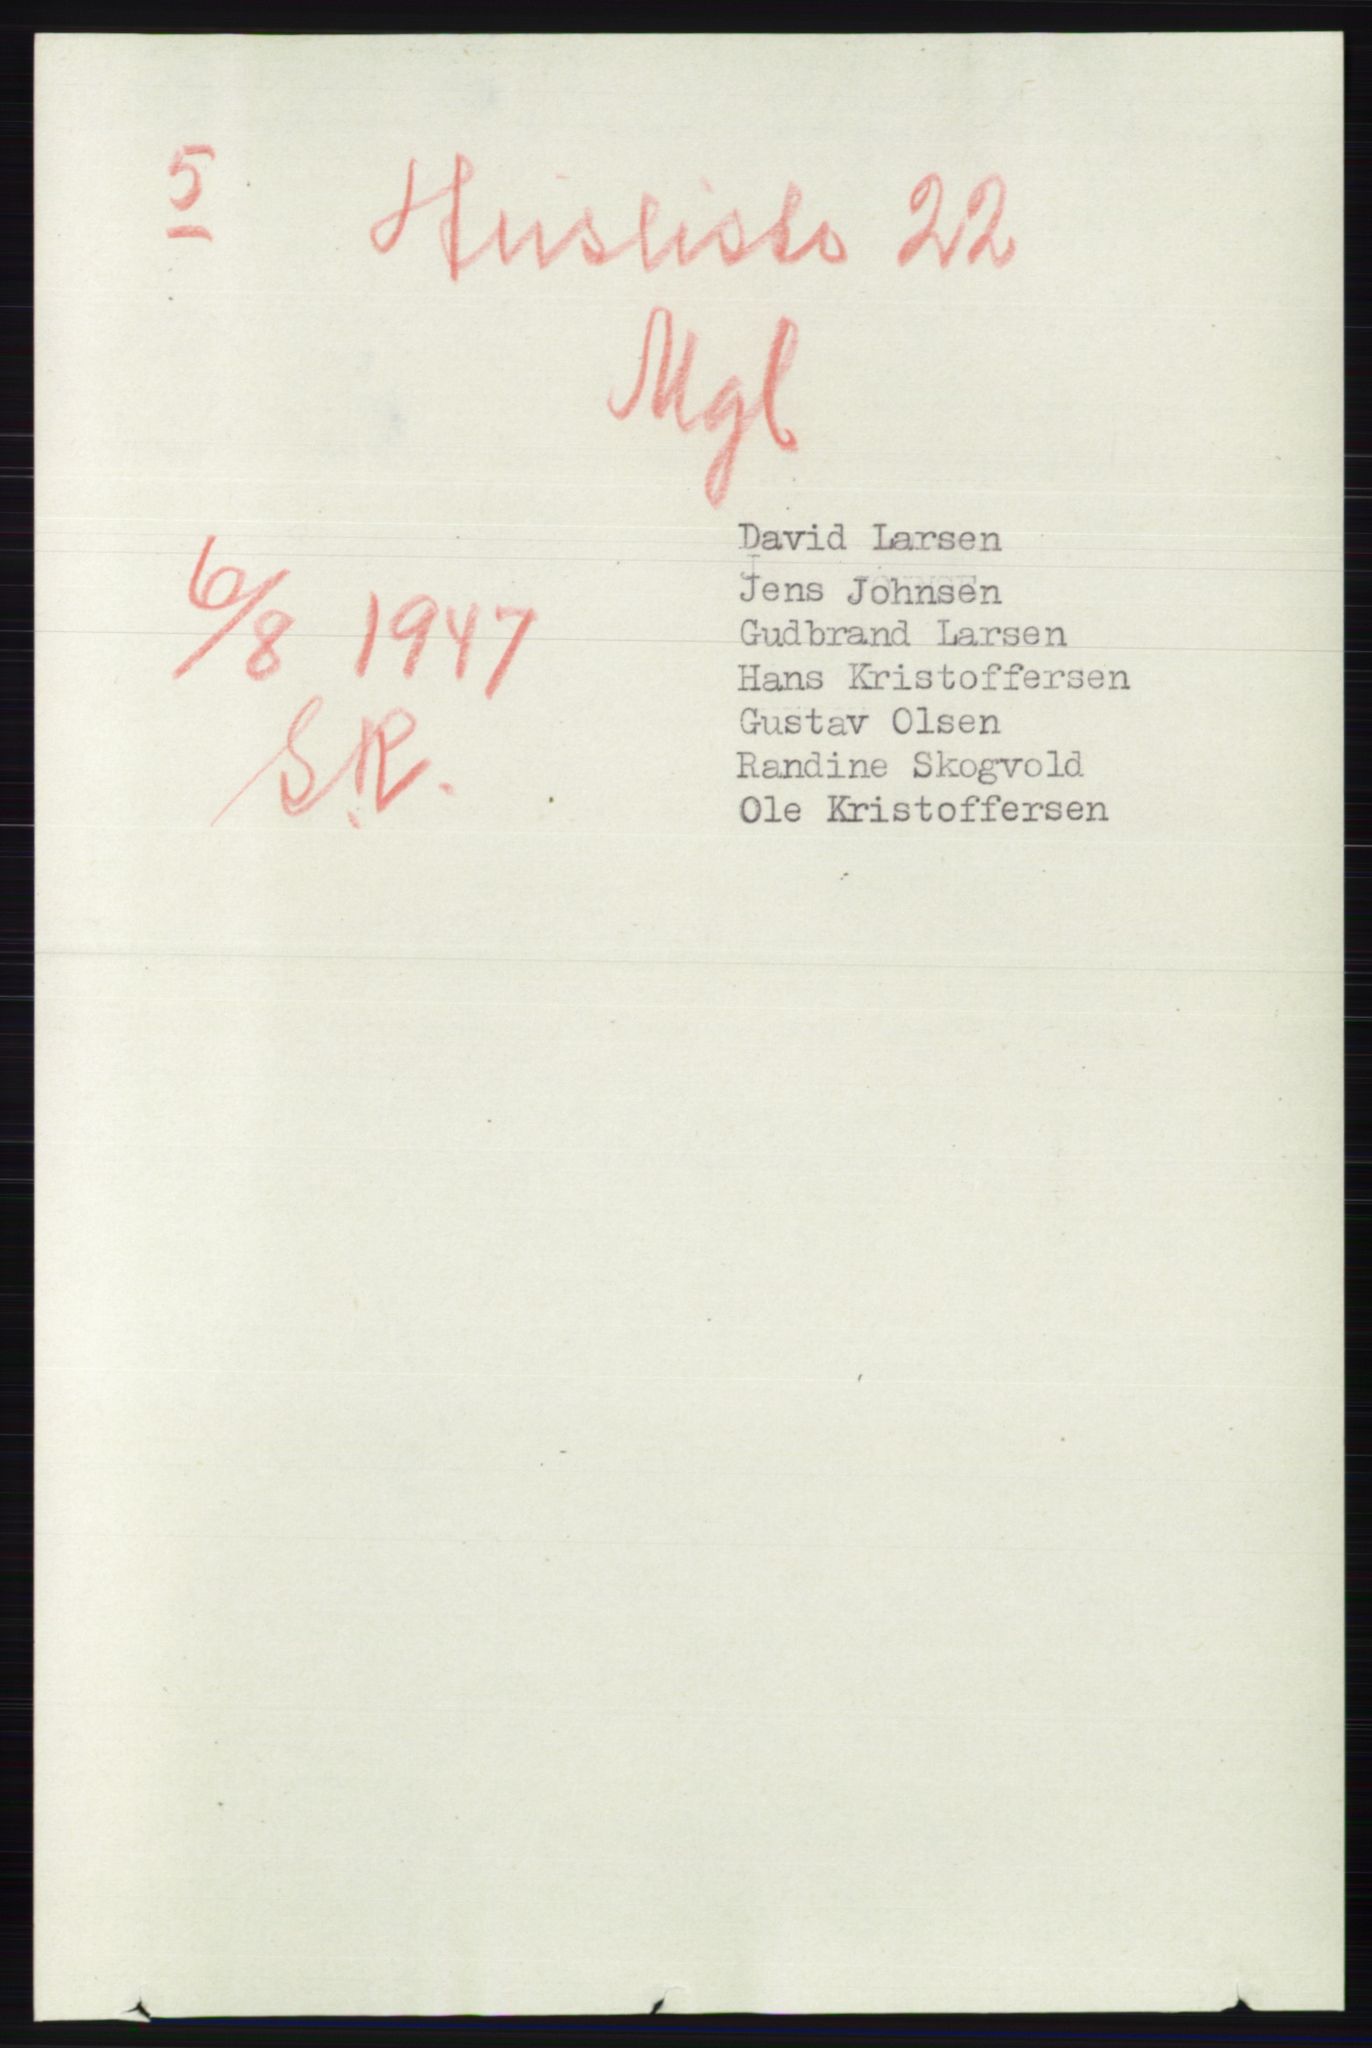 5
Husliste 22
Mgl
6/8 1947
S.R.
David Larsen
Jens Johnsen
Gudbrand Larsen
Hans Kristoffersen
Gustav Olsen
Randine Skogvold
Ole Kristoffersen